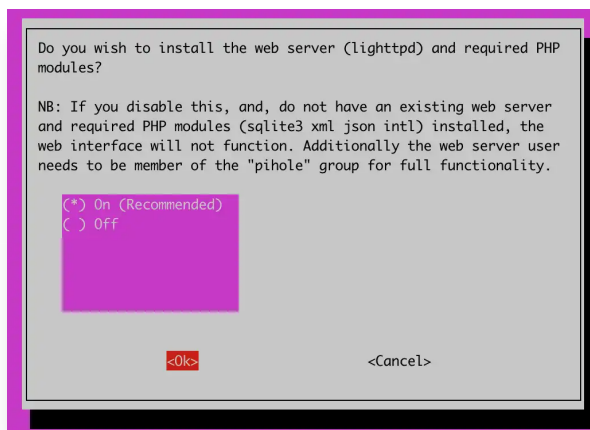 Do you wish to install the web server (lighttpd) and required PHP
modules?
NB: If you disable this, and, do not have an existing web server
and required PHP modules (sqlite3 xml json intl) installed, the
web interface will not function. Additionally the web server user
needs to be member of the "pihole" group for full functionality.
(*) On (Recommended)
( ) Off
<Ok> <Cancel>